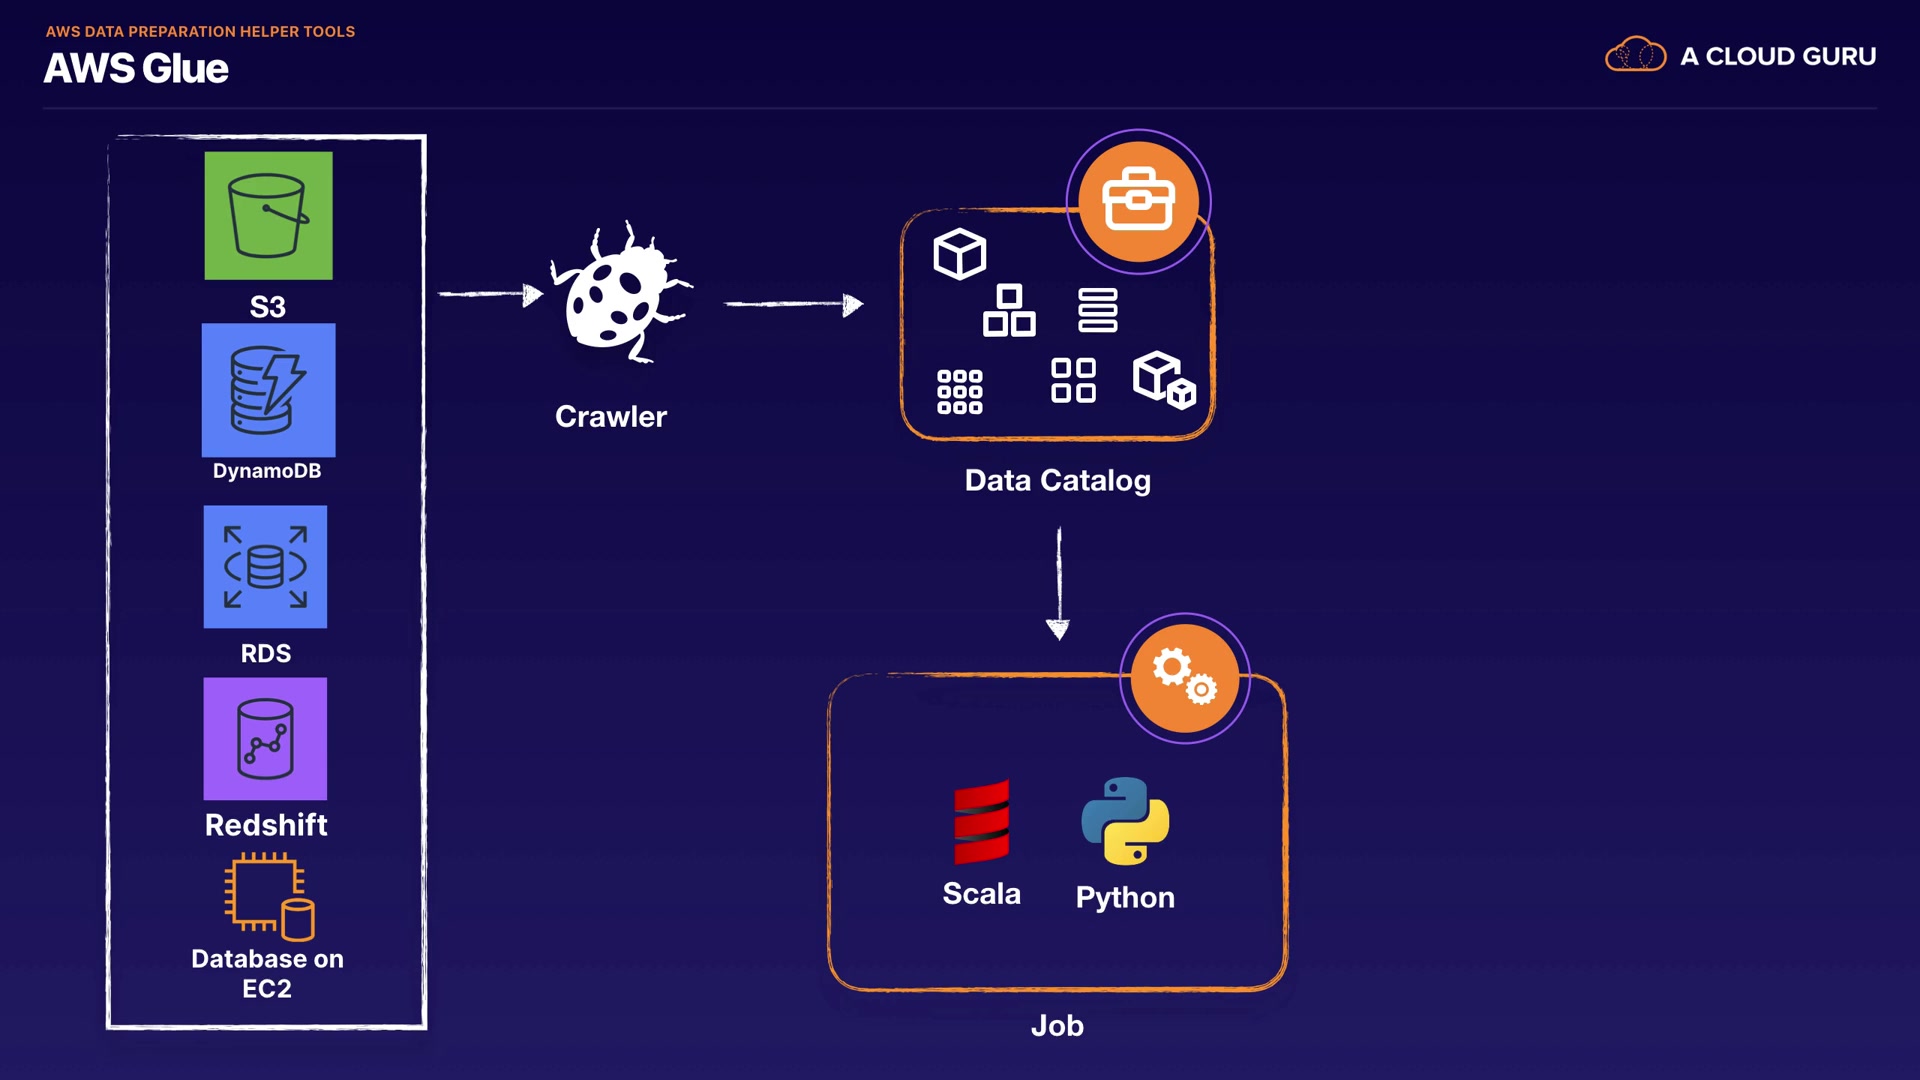 AWS DATA PREPARATION HELPER TOOLS
AWS Glue
A CLOUD GURU
S3
DynamoDB
RDS
Redshift
Database on
EC2
Crawler
Data Catalog
Scala
Python
Job